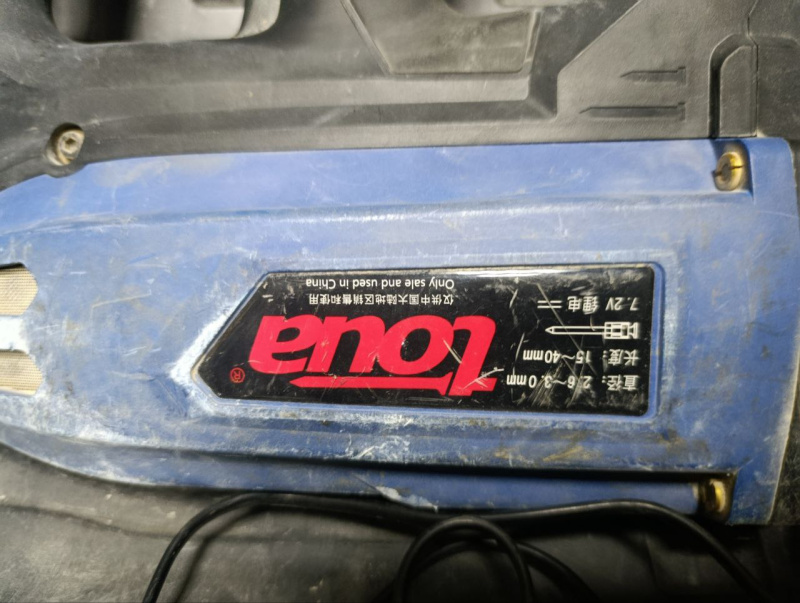 直径: 2.6~3.0mm
长度: 15~40mm
7.2V 锂电
toua®
仅供中国大陆地区销售和使用
Only sale and used in China